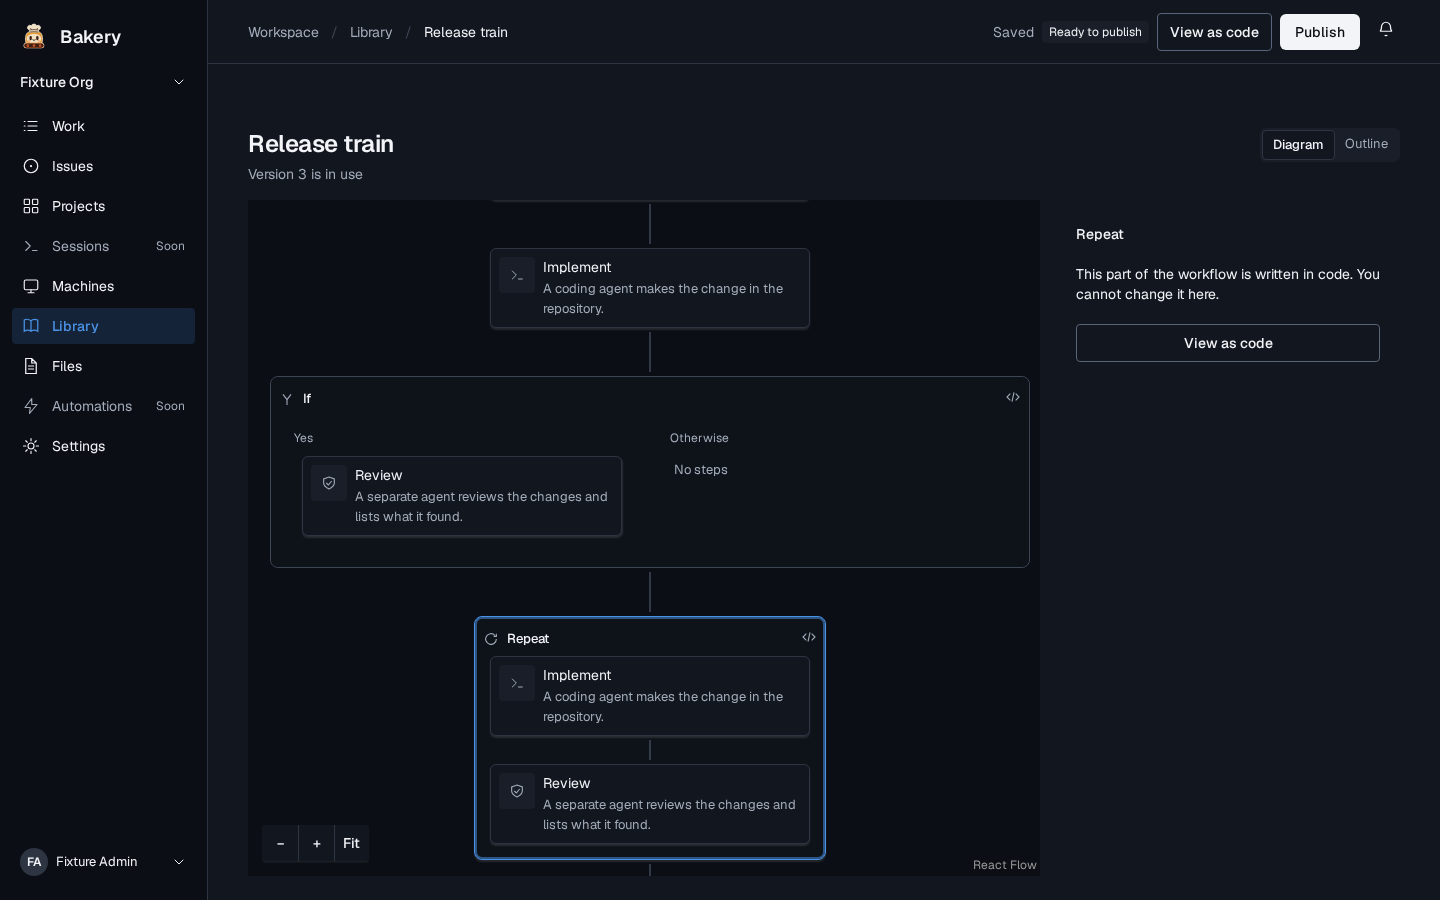 Bakery
Fixture Org
Work
Issues
Projects
Sessions Soon
Machines
Library
Files
Automations Soon
Settings
FA Fixture Admin
Workspace / Library / Release train
Saved Ready to publish View as code Publish
Release train
Version 3 is in use
Diagram Outline
Implement
A coding agent makes the change in the
repository.
If
Yes
Otherwise
Review
A separate agent reviews the changes and
lists what it found.
No steps
Repeat
Implement
A coding agent makes the change in the
repository.
Review
A separate agent reviews the changes and
lists what it found.
− + Fit
React Flow
Repeat
This part of the workflow is written in code. You
cannot change it here.
View as code